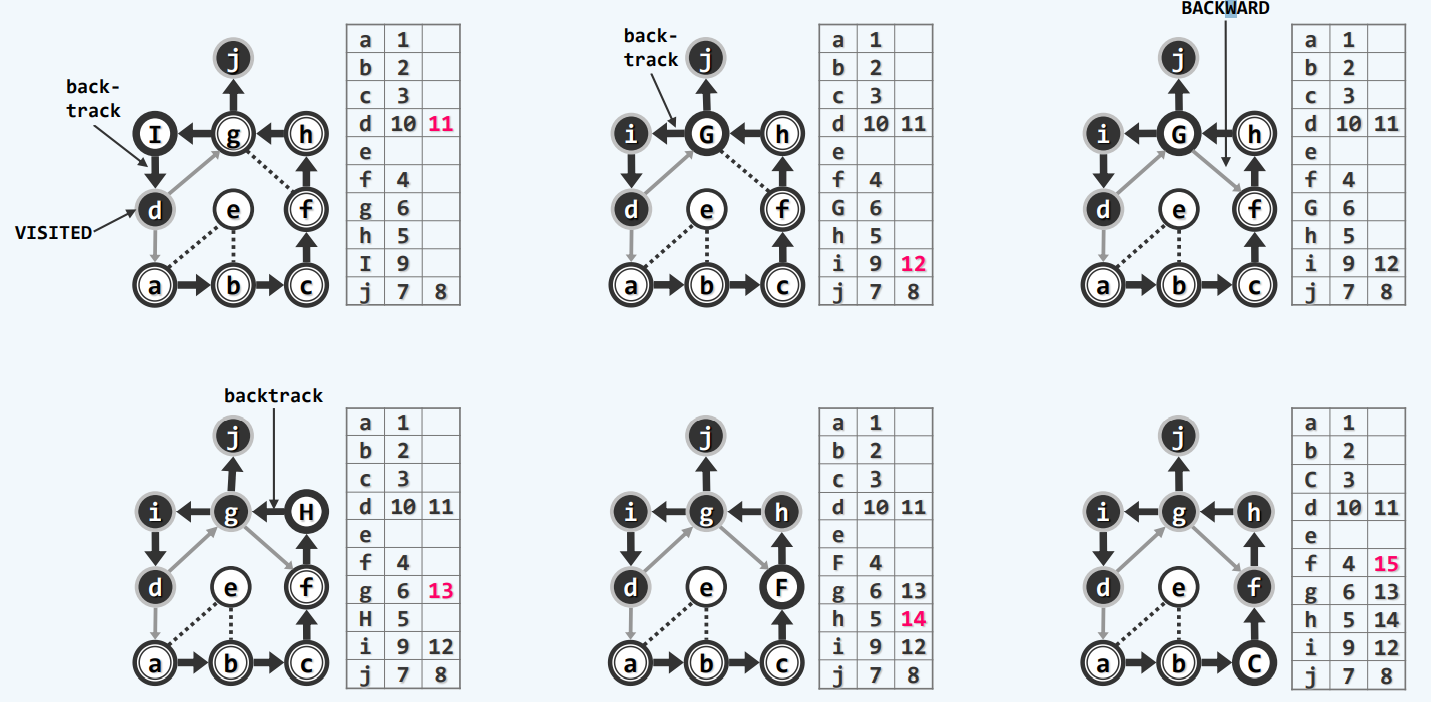 back-
track
VISITED
j
I g h
d e f
a b c
a 1
b 2
c 3
d 10 11
e
f 4
g 6
h 5
I 9
j 7 8
back-
track
j
i G h
d e f
a b c
a 1
b 2
c 3
d 10 11
e
f 4
G 6
h 5
i 9 12
j 7 8
BACKWARD
j
i G h
d e f
a b c
a 1
b 2
c 3
d 10 11
e
f 4
G 6
h 5
i 9 12
j 7 8
backtrack
j
i g H
d e f
a b c
a 1
b 2
c 3
d 10 11
e
f 4
g 6 13
H 5
i 9 12
j 7 8
j
i g h
d e F
a b c
a 1
b 2
c 3
d 10 11
e
F 4
g 6 13
h 5 14
i 9 12
j 7 8
j
i g h
d e f
a b C
a 1
b 2
C 3
d 10 11
e
f 4 15
g 6 13
h 5 14
i 9 12
j 7 8